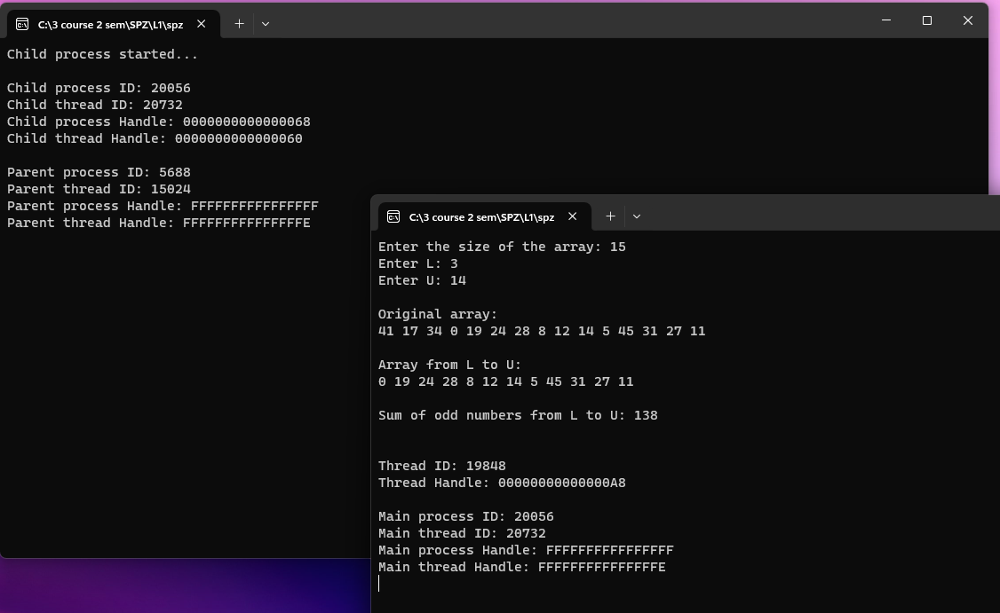 C:\3 course 2 sem\SPZ\L1\spz
Child process started...
Child process ID: 20056
Child thread ID: 20732
Child process Handle: 0000000000000068
Child thread Handle: 0000000000000060
Parent process ID: 5688
Parent thread ID: 15024
Parent process Handle: FFFFFFFFFFFFFFFF
Parent thread Handle: FFFFFFFFFFFFFFFE
C:\3 course 2 sem\SPZ\L1\spz
Enter the size of the array: 15
Enter L: 3
Enter U: 14
Original array:
41 17 34 0 19 24 28 8 12 14 5 45 31 27 11
Array from L to U:
0 19 24 28 8 12 14 5 45 31 27 11
Sum of odd numbers from L to U: 138
Thread ID: 19848
Thread Handle: 00000000000000A8
Main process ID: 20056
Main thread ID: 20732
Main process Handle: FFFFFFFFFFFFFFFF
Main thread Handle: FFFFFFFFFFFFFFFE